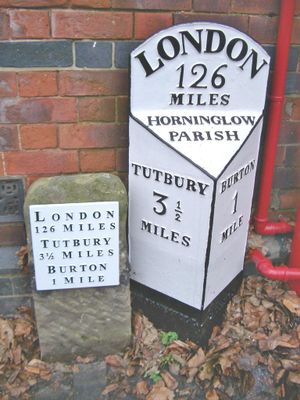 LONDON
126
MILES
HORNINGLOW
PARISH
TUTBURY
3 1/2
MILES
BURTON
1
MILE
LONDON
126 MILES
TUTBURY
3½ MILES
BURTON
1 MILE